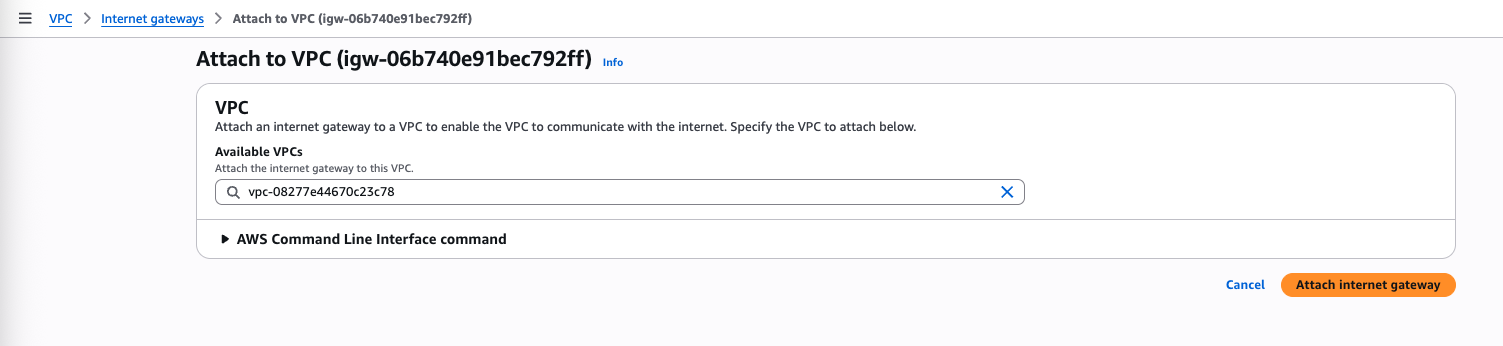 VPC > Internet gateways > Attach to VPC (igw-06b740e91bec792ff)
Attach to VPC (igw-06b740e91bec792ff) Info
VPC
Attach an internet gateway to a VPC to enable the VPC to communicate with the internet. Specify the VPC to attach below.
Available VPCs
Attach the internet gateway to this VPC.
vpc-08277e44670c23c78
AWS Command Line Interface command
Cancel Attach internet gateway